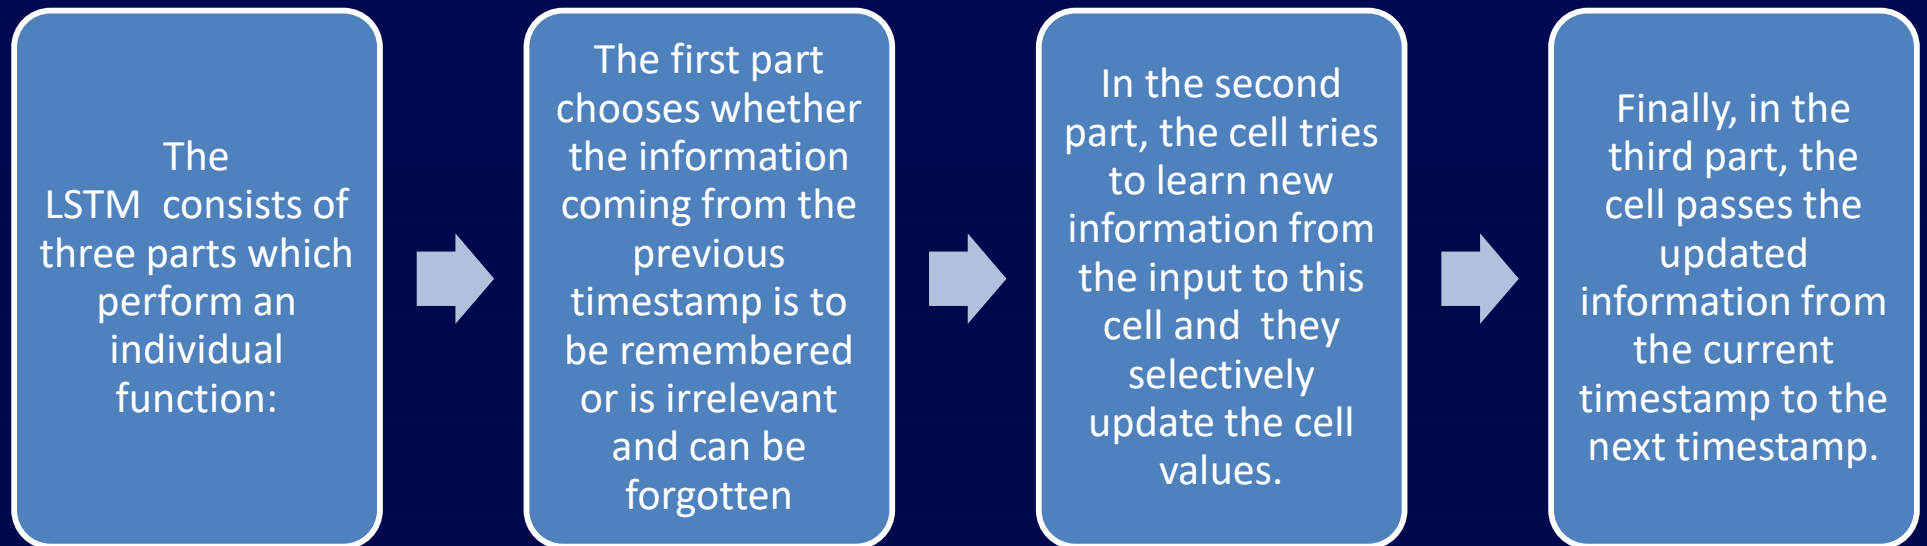 The
LSTM  consists of
three parts which
perform an
individual
function:
The first part
chooses whether
the information
coming from the
previous
timestamp is to
be remembered
or is irrelevant
and can be
forgotten
In the second
part, the cell tries
to learn new
information from
the input to this
cell and  they
selectively
update the cell
values.
Finally, in the
third part, the
cell passes the
updated
information from
the current
timestamp to the
next timestamp.